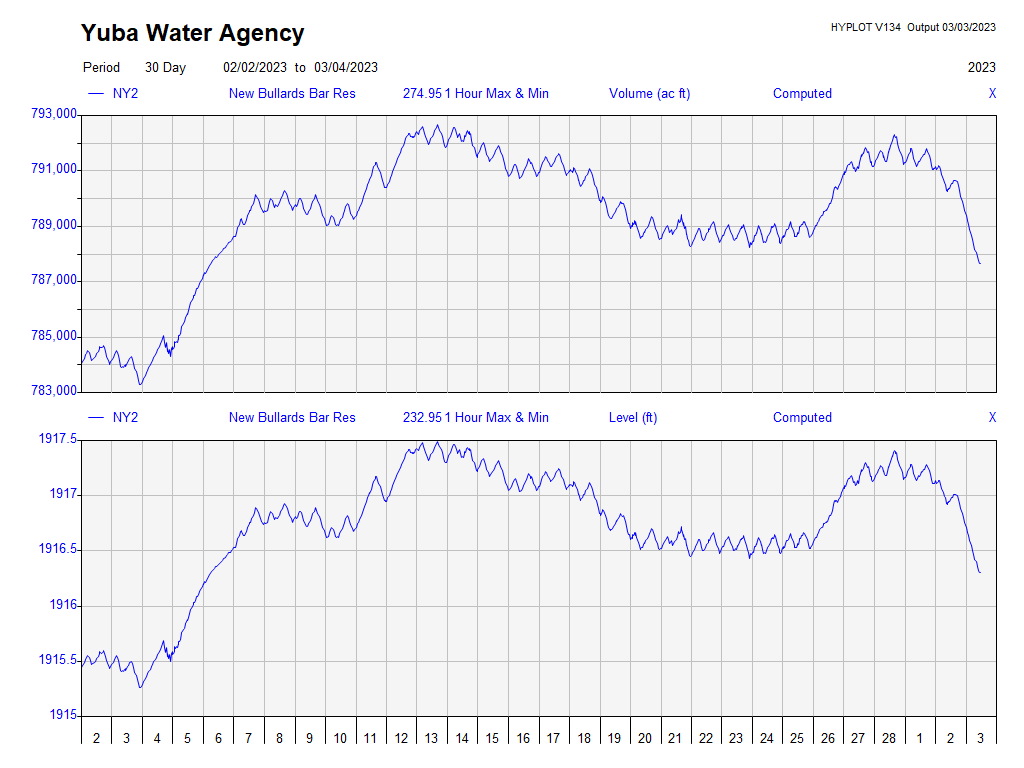 Yuba Water Agency
HYPLOT V134 Output 03/03/2023
Period 30 Day 02/02/2023 to 03/04/2023 2023
NY2 New Bullards Bar Res 274.95 1 Hour Max & Min Volume (ac ft) Computed X
793,000
791,000
789,000
787,000
785,000
783,000
NY2 New Bullards Bar Res 232.95 1 Hour Max & Min Level (ft) Computed X
1917.5
1917
1916.5
1916
1915.5
1915
2 3 4 5 6 7 8 9 10 11 12 13 14 15 16 17 18 19 20 21 22 23 24 25 26 27 28 1 2 3